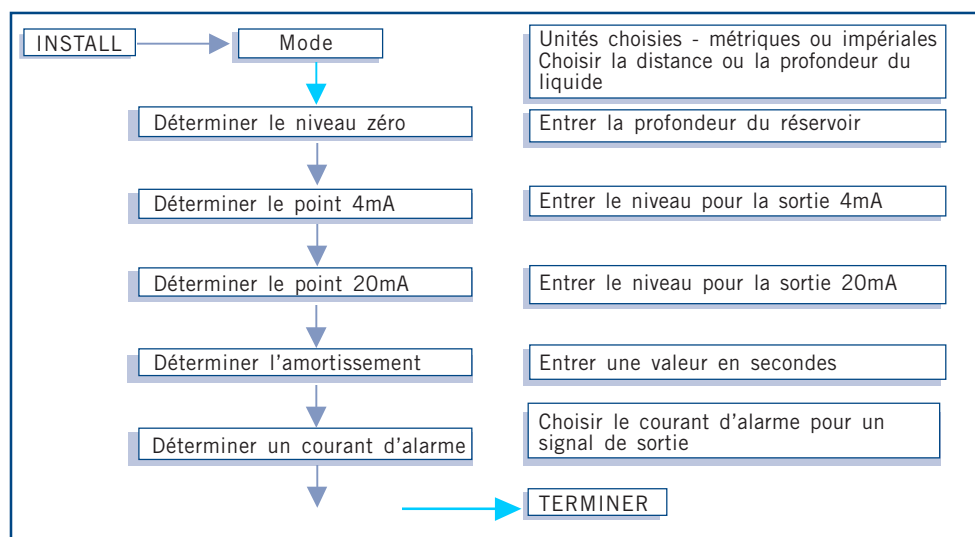 INSTALL
Mode
Unités choisies - métriques ou impériales
Choisir la distance ou la profondeur du
liquide
Déterminer le niveau zéro
Entrer la profondeur du réservoir
Déterminer le point 4mA
Entrer le niveau pour la sortie 4mA
Déterminer le point 20mA
Entrer le niveau pour la sortie 20mA
Déterminer l'amortissement
Entrer une valeur en secondes
Déterminer un courant d'alarme
Choisir le courant d'alarme pour un
signal de sortie
TERMINER